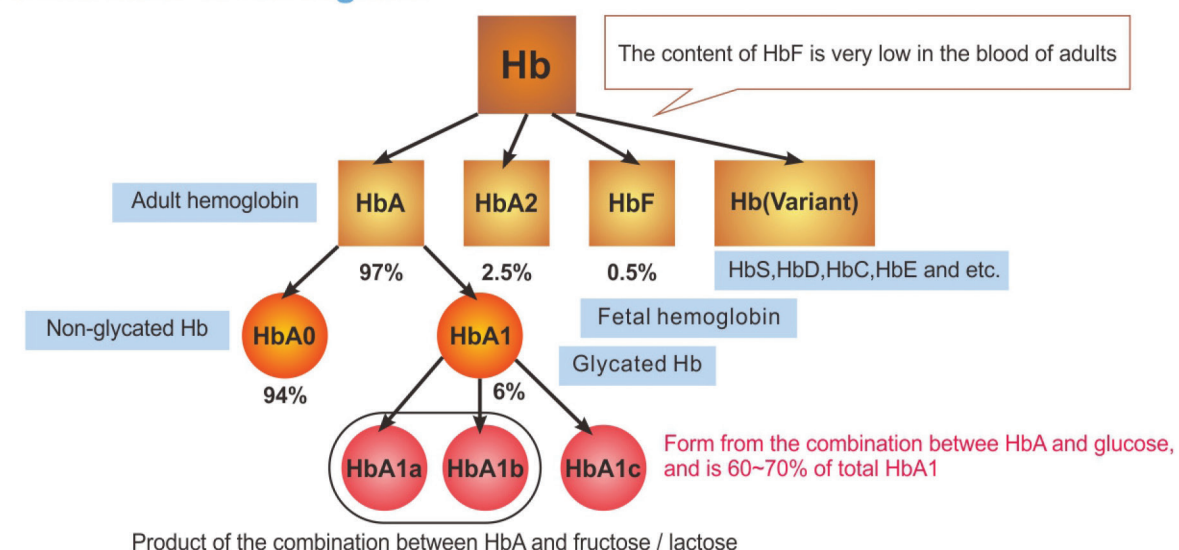 Hb
The content of HbF is very low in the blood of adults
Adult hemoglobin
HbA
HbA2
HbF
Hb(Variant)
97%
2.5%
0.5%
HbS,HbD,HbC,HbE and etc.
Non-glycated Hb
HbA0
HbA1
Fetal hemoglobin
Glycated Hb
94%
6%
HbA1a
HbA1b
HbA1c
Form from the combination betwee HbA and glucose,
and is 60~70% of total HbA1
Product of the combination between HbA and fructose / lactose